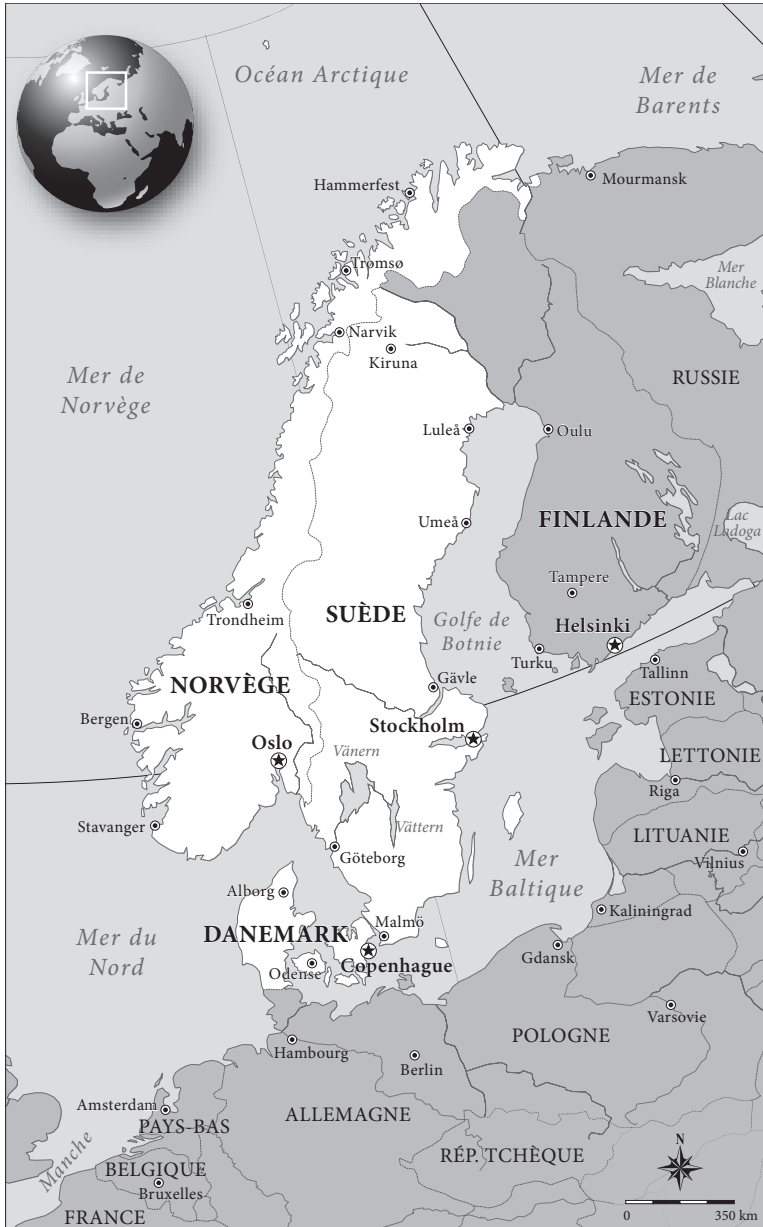 Océan Arctique
Mer de
Barents
Hammerfest
Mourmansk
Tromsø
Mer
Blanche
Narvik
Kiruna
Mer de
Norvège
RUSSIE
Luleå
Oulu
Umeå
FINLANDE
Lac
Ladoga
Tampere
Trondheim
SUÈDE
Golfe de
Botnie
Helsinki
Turku
Tallinn
NORVÈGE
Gävle
ESTONIE
Bergen
Stockholm
Oslo
Vänern
LETTONIE
Riga
Stavanger
Vättern
LITUANIE
Göteborg
Vilnius
Mer
Baltique
Alborg
Kaliningrad
DANEMARK
Malmö
Mer du
Nord
Gdansk
Odense
Copenhague
Varsovie
POLOGNE
Hambourg
Berlin
Amsterdam
ALLEMAGNE
PAYS-BAS
Manche
RÉP. TCHÈQUE
N
BELGIQUE
Bruxelles
FRANCE
0 350 km